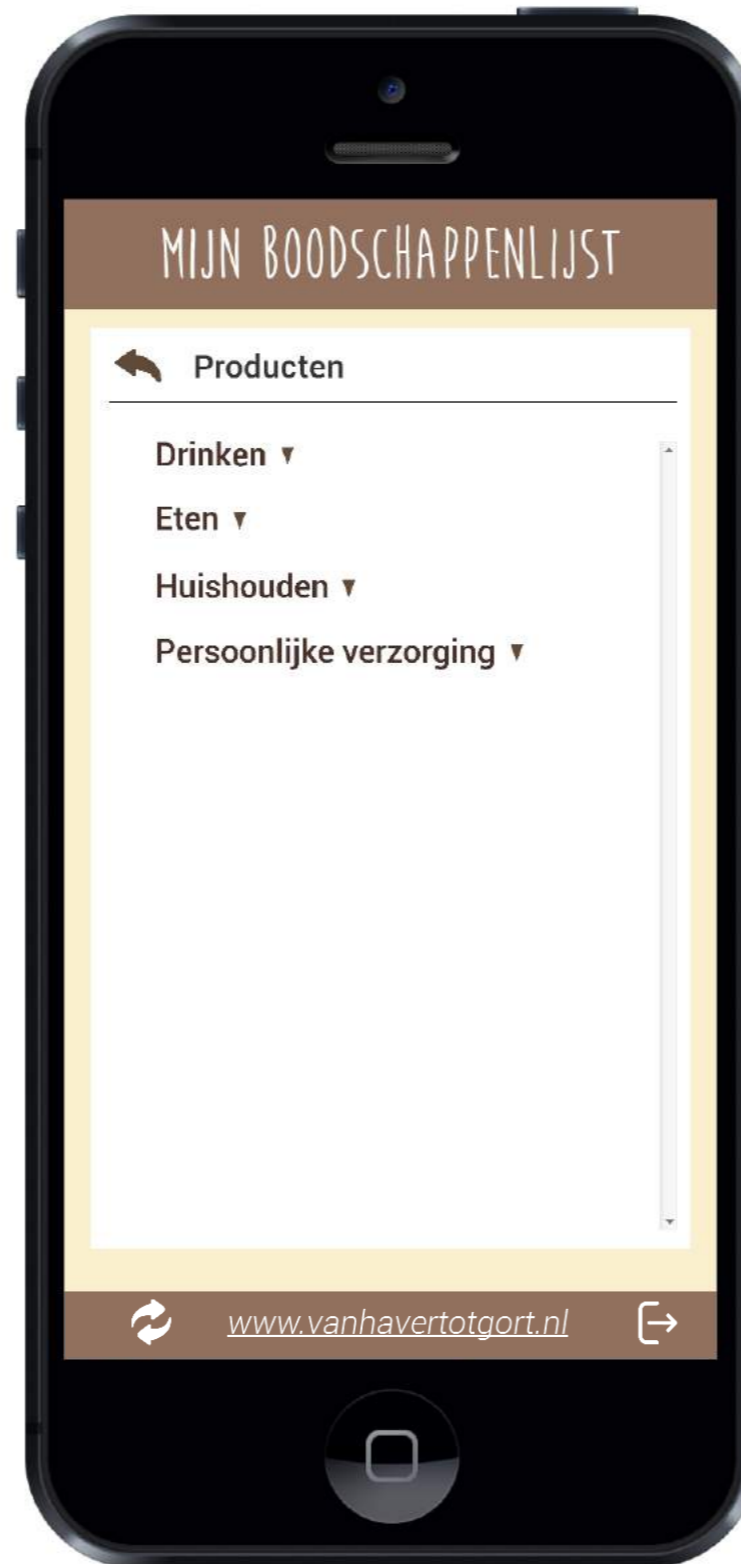 MIJN BOODSCHAPPENLIJST
Producten
Drinken ▼
Eten ▼
Huishouden ▼
Persoonlijke verzorging ▼
www.vanhavertotgort.nl